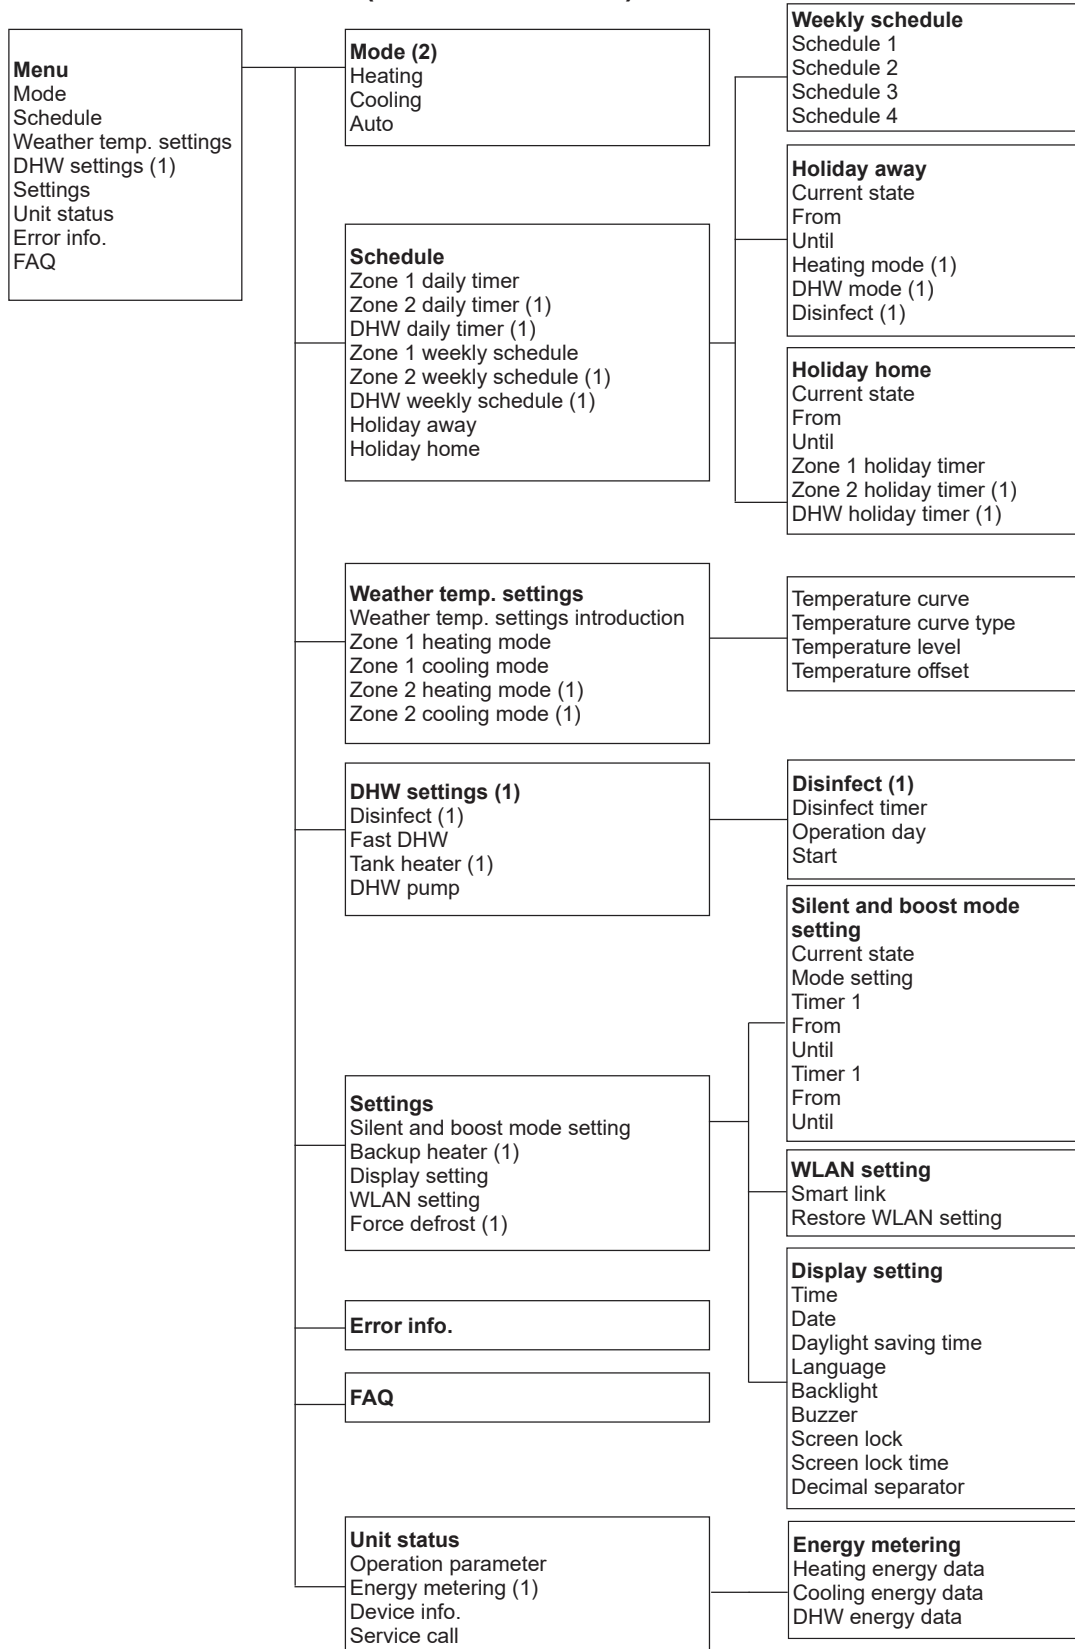 Menu
Mode
Schedule
Weather temp. settings
DHW settings (1)
Settings
Unit status
Error info.
FAQ
Mode (2)
Heating
Cooling
Auto
Schedule
Zone 1 daily timer
Zone 2 daily timer (1)
DHW daily timer (1)
Zone 1 weekly schedule
Zone 2 weekly schedule (1)
DHW weekly schedule (1)
Holiday away
Holiday home
Weekly schedule
Schedule 1
Schedule 2
Schedule 3
Schedule 4
Holiday away
Current state
From
Until
Heating mode (1)
DHW mode (1)
Disinfect (1)
Holiday home
Current state
From
Until
Zone 1 holiday timer
Zone 2 holiday timer (1)
DHW holiday timer (1)
Weather temp. settings
Weather temp. settings introduction
Zone 1 heating mode
Zone 1 cooling mode
Zone 2 heating mode (1)
Zone 2 cooling mode (1)
Temperature curve
Temperature curve type
Temperature level
Temperature offset
DHW settings (1)
Disinfect (1)
Fast DHW
Tank heater (1)
DHW pump
Disinfect (1)
Disinfect timer
Operation day
Start
Settings
Silent and boost mode setting
Backup heater (1)
Display setting
WLAN setting
Force defrost (1)
Silent and boost mode
setting
Current state
Mode setting
Timer 1
From
Until
Timer 1
From
Until
WLAN setting
Smart link
Restore WLAN setting
Display setting
Time
Date
Daylight saving time
Language
Backlight
Buzzer
Screen lock
Screen lock time
Decimal separator
Error info.
FAQ
Unit status
Operation parameter
Energy metering (1)
Device info.
Service call
Energy metering
Heating energy data
Cooling energy data
DHW energy data